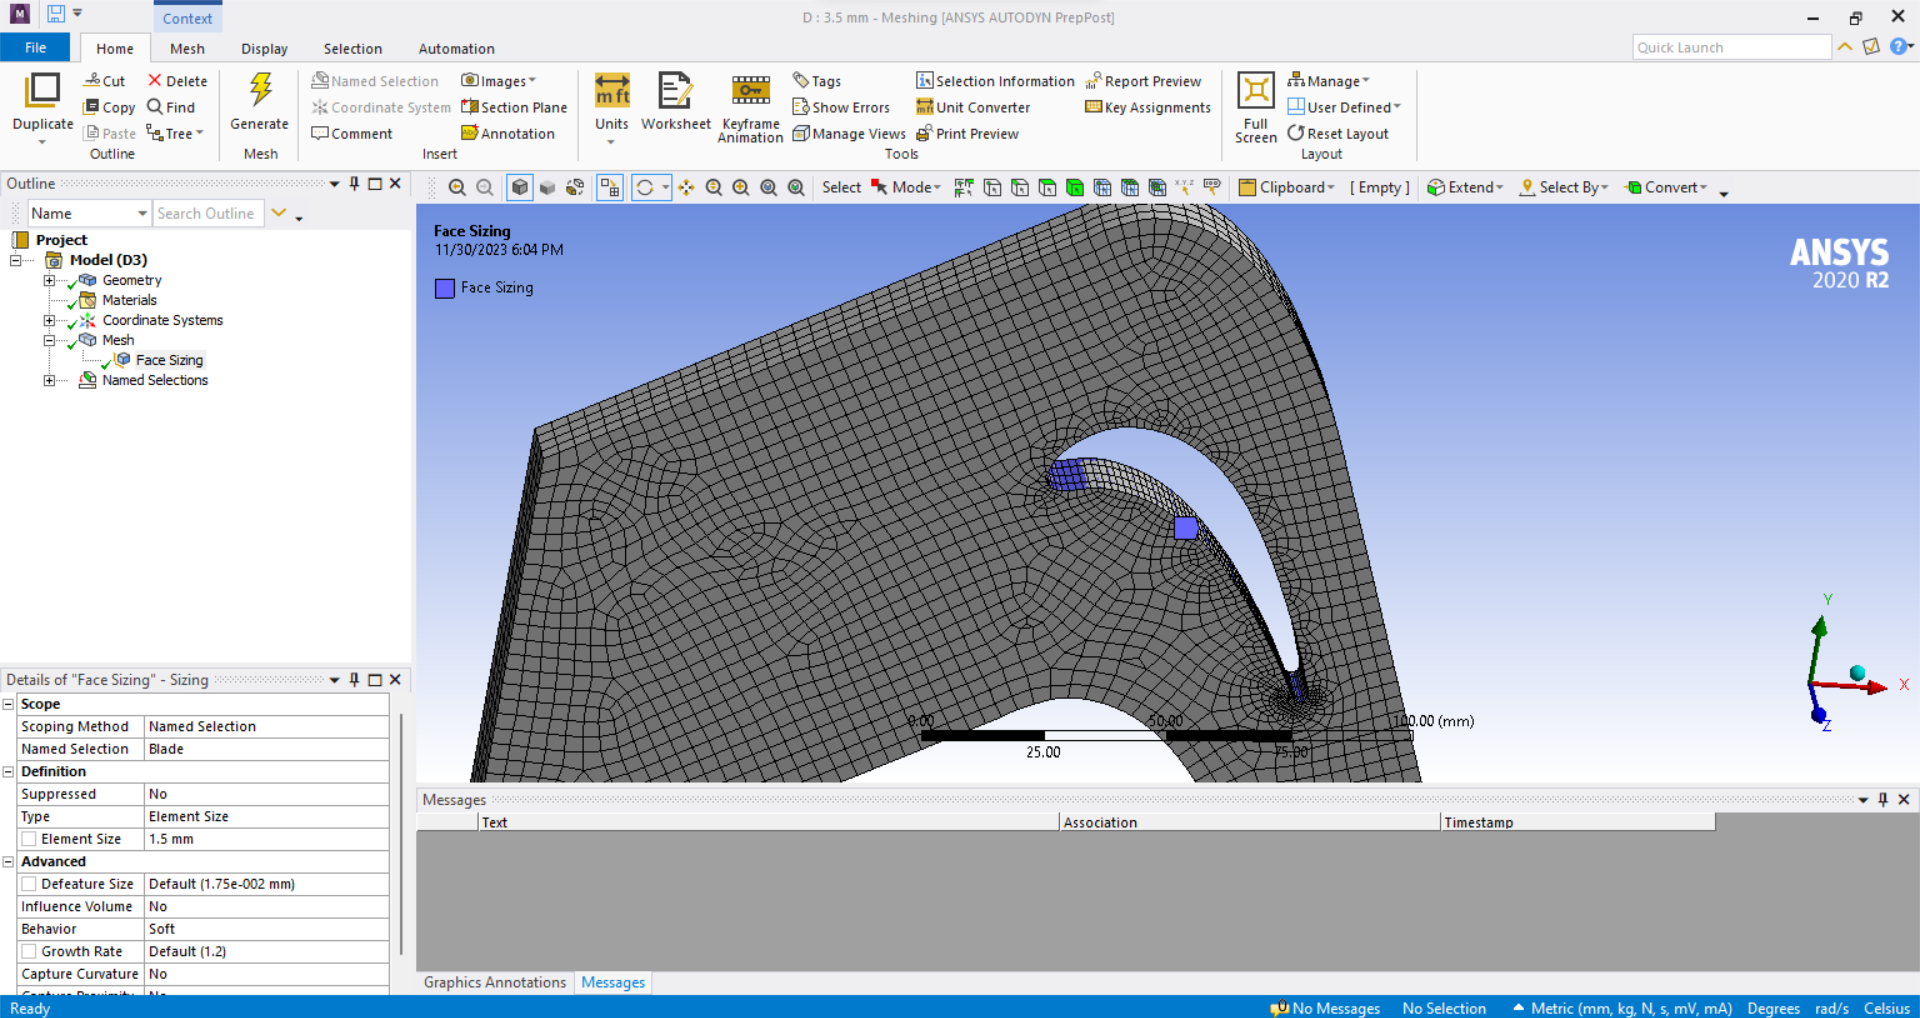 Context
D : 3.5 mm - Meshing [ANSYS AUTODYN PrepPost]
File Home Mesh Display Selection Automation Quick Launch
Duplicate
Cut
Copy
Paste
Delete
Find
Tree
Outline
Generate
Mesh
Named Selection
Coordinate System
Comment
Images
Section Plane
Annotation
Insert
mft
Units
Worksheet
Keyframe
Animation
Tags
Show Errors
Manage Views
Selection Information
Unit Converter
Print Preview
Report Preview
Key Assignments
Tools
Full
Screen
Manage
User Defined
Reset Layout
Layout
Outline
Name Search Outline
Project
Model (D3)
Geometry
Materials
Coordinate Systems
Mesh
Face Sizing
Named Selections
Select Mode Clipboard [ Empty ] Extend Select By Convert
Face Sizing
11/30/2023 6:04 PM
Face Sizing
ANSYS
2020 R2
0.00 50.00 100.00 (mm)
25.00 75.00
Y
X
Z
Details of "Face Sizing" - Sizing
Scope
Scoping Method Named Selection
Named Selection Blade
Definition
Suppressed No
Type Element Size
Element Size 1.5 mm
Advanced
Defeature Size Default (1.75e-002 mm)
Influence Volume No
Behavior Soft
Growth Rate Default (1.2)
Capture Curvature No
Messages
Text Association Timestamp
Graphics Annotations Messages
Ready
No Messages No Selection Metric (mm, kg, N, s, mV, mA) Degrees rad/s Celsius